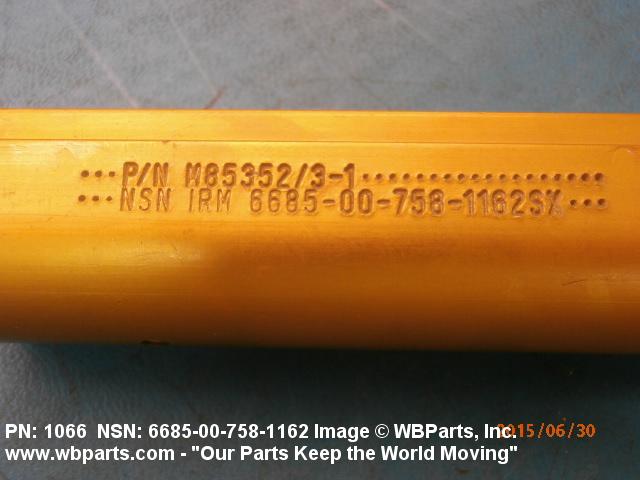 •••P/N M85352/3-1••••••••••••••••••
•••NSN IRM 6685-00-758-1162SX•••
PN: 1066 NSN: 6685-00-758-1162 Image © WBParts, Inc. 2015/06/30
www.wbparts.com - "Our Parts Keep the World Moving"